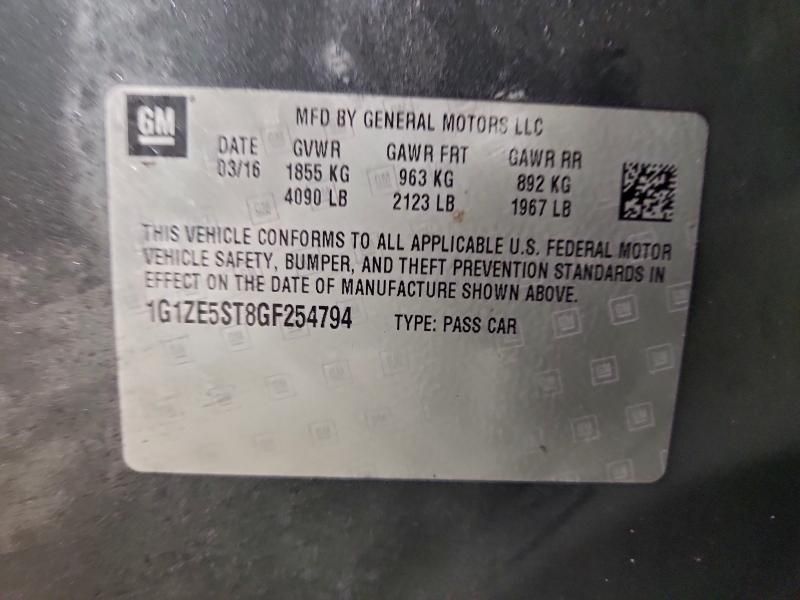 GM
MFD BY GENERAL MOTORS LLC
DATE GVWR GAWR FRT GAWR RR
03/16 1855 KG 963 KG 892 KG
4090 LB 2123 LB 1967 LB
THIS VEHICLE CONFORMS TO ALL APPLICABLE U.S. FEDERAL MOTOR
VEHICLE SAFETY, BUMPER, AND THEFT PREVENTION STANDARDS IN
EFFECT ON THE DATE OF MANUFACTURE SHOWN ABOVE.
1G1ZE5ST8GF254794 TYPE: PASS CAR